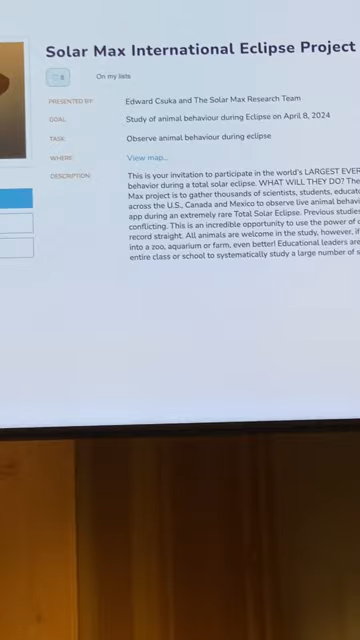 Solar Max International Eclipse Project
On my lists
PRESENTED BY: Edward Csuka and The Solar Max Research Team
GOAL: Study of animal behaviour during Eclipse on April 8, 2024
TASK: Observe animal behaviour during eclipse
WHERE: View map...
DESCRIPTION: This is your invitation to participate in the world's LARGEST EVER
behavior during a total solar eclipse. WHAT WILL THEY DO? The
Max project is to gather thousands of scientists, students, educato
across the U.S., Canada and Mexico to observe live animal behavi
app during an extremely rare Total Solar Eclipse. Previous studies
conflicting. This is an incredible opportunity to use the power of c
record straight. All animals are welcome in the study, however, if
into a zoo, aquarium or farm, even better! Educational leaders are
entire class or school to systematically study a large number of s